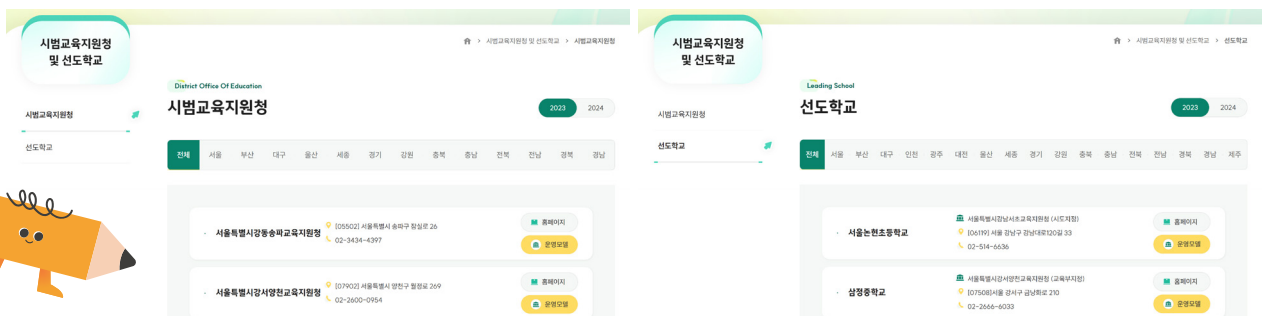 시범교육지원청
및 선도학교
시범교육지원청
선도학교
시범교육지원청 및 선도학교 > 시범교육지원청
District Office Of Education
시범교육지원청
2023 2024
전체 서울 부산 대구 울산 세종 경기 강원 충북 충남 전북 전남 경북 경남
서울특별시강동송파교육지원청
[05502] 서울특별시 송파구 잠실로 26
02-3434-4397
홈페이지
운영모델
서울특별시강서양천교육지원청
[07902] 서울특별시 양천구 월정로 269
02-2600-0954
홈페이지
운영모델
시범교육지원청
및 선도학교
시범교육지원청
선도학교
시범교육지원청 및 선도학교 > 선도학교
Leading School
선도학교
2023 2024
전체 서울 부산 대구 인천 광주 대전 울산 세종 경기 강원 충북 충남 전북 전남 경북 경남 제주
서울논현초등학교
서울특별시강남서초교육지원청 (시도지정)
[06119] 서울 강남구 강남대로120길 33
02-514-6636
홈페이지
운영모델
삼정중학교
서울특별시강서양천교육지원청 (교육부지정)
[07508]서울 강서구 금낭화로 210
02-2666-6033
홈페이지
운영모델